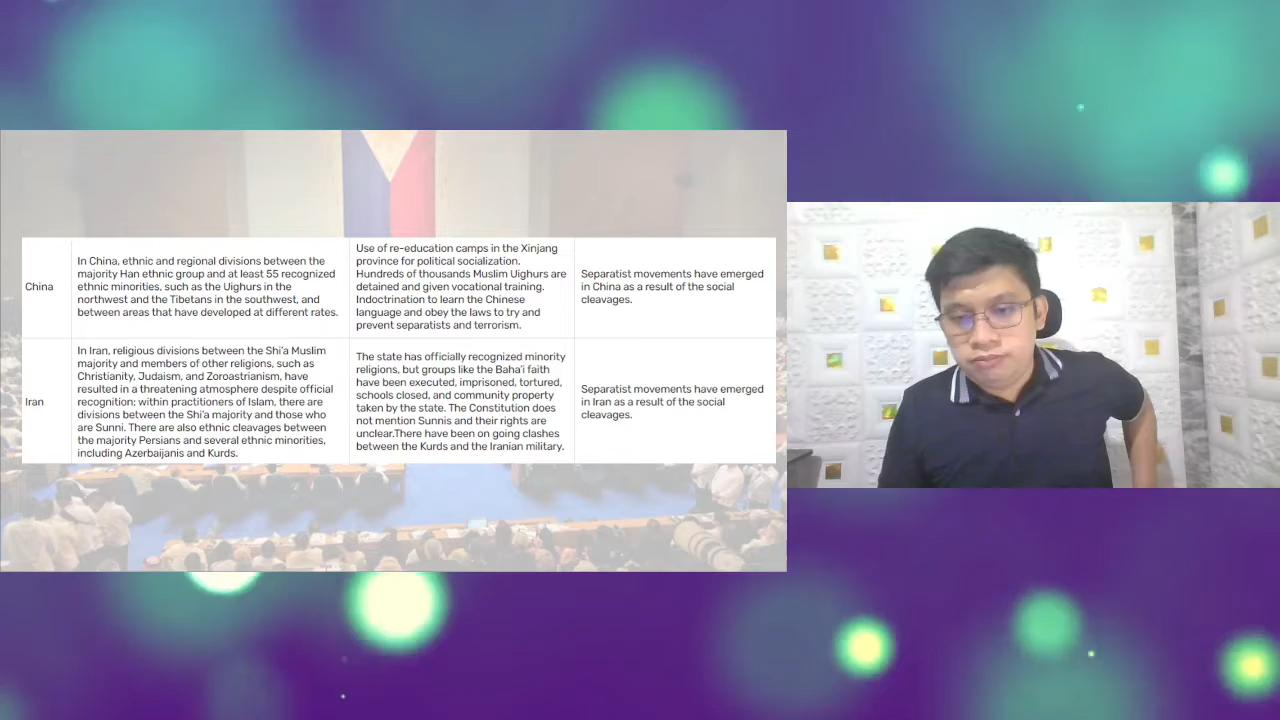 China
In China, ethnic and regional divisions between the
majority Han ethnic group and at least 55 recognized
ethnic minorities, such as the Uighurs in the
northwest and the Tibetans in the southwest, and
between areas that have developed at different rates.
Use of re-education camps in the Xinjang
province for political socialization.
Hundreds of thousands Muslim Uighurs are
detained and given vocational training.
Indoctrination to learn the Chinese
language and obey the laws to try and
prevent separatists and terrorism.
Separatist movements have emerged
in China as a result of the social
cleavages.
Iran
In Iran, religious divisions between the Shi'a Muslim
majority and members of other religions, such as
Christianity, Judaism, and Zoroastrianism, have
resulted in a threatening atmposphere despite official
recognition; within practitioners of Islam, there are
divisions between the Shi'a majority and those who
are Sunni. There are also ethnic cleavages between
the majority Persians and several ethnic minorities,
including Azerbaijanis and Kurds.
The state has officially recognized minority
religions, but groups like the Baha'i faith
have been executed, imprisoned, tortured,
schools closed, and community property
taken by the state. The Constitution does
not mention Sunnis and their rights are
unclear.There have been on going clashes
between the Kurds and the Iranian military.
Separatist movements have emerged
in Iran as a result of the social
cleavages.